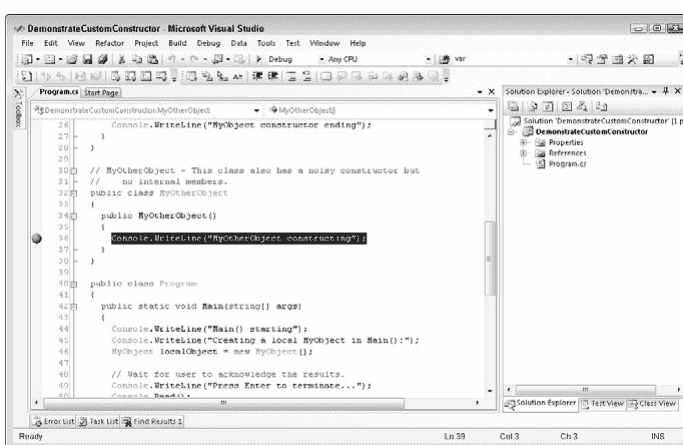 DemonstrateCustomConstructor - Microsoft Visual Studio
File Edit View Refactor Project Build Debug Data Tools Test Window Help
Debug Any CPU var
Program.cs Start Page
DemonstrateCustomConstructor.MyOtherObject MyOtherObject()
Toolbox
26 Console.WriteLine("MyObject constructor ending");
27 }
28 }
29
30 // MyOtherObject - This class also has a noisy constructor but
31 // no internal members.
32 public class MyOtherObject
33 {
34 public MyOtherObject()
35 {
36 Console.WriteLine("MyOtherObject constructing");
37 }
38 }
39
40 public class Program
41 {
42 public static void Main(string[] args)
43 {
44 Console.WriteLine("Main() starting");
45 Console.WriteLine("Creating a local MyObject in Main():");
46 MyObject localObject = new MyObject();
47
48 // Wait for user to acknowledge the results.
49 Console.WriteLine("Press Enter to terminate...");
50 Console.Read();
Solution Explorer - Solution 'Demonstra...
Solution 'DemonstrateCustomConstructor' (1 p
DemonstrateCustomConstructor
Properties
References
Program.cs
Solution Explorer Test View Class View
Error List Task List Find Results 1
Ready Ln 39 Col 3 Ch 3 INS